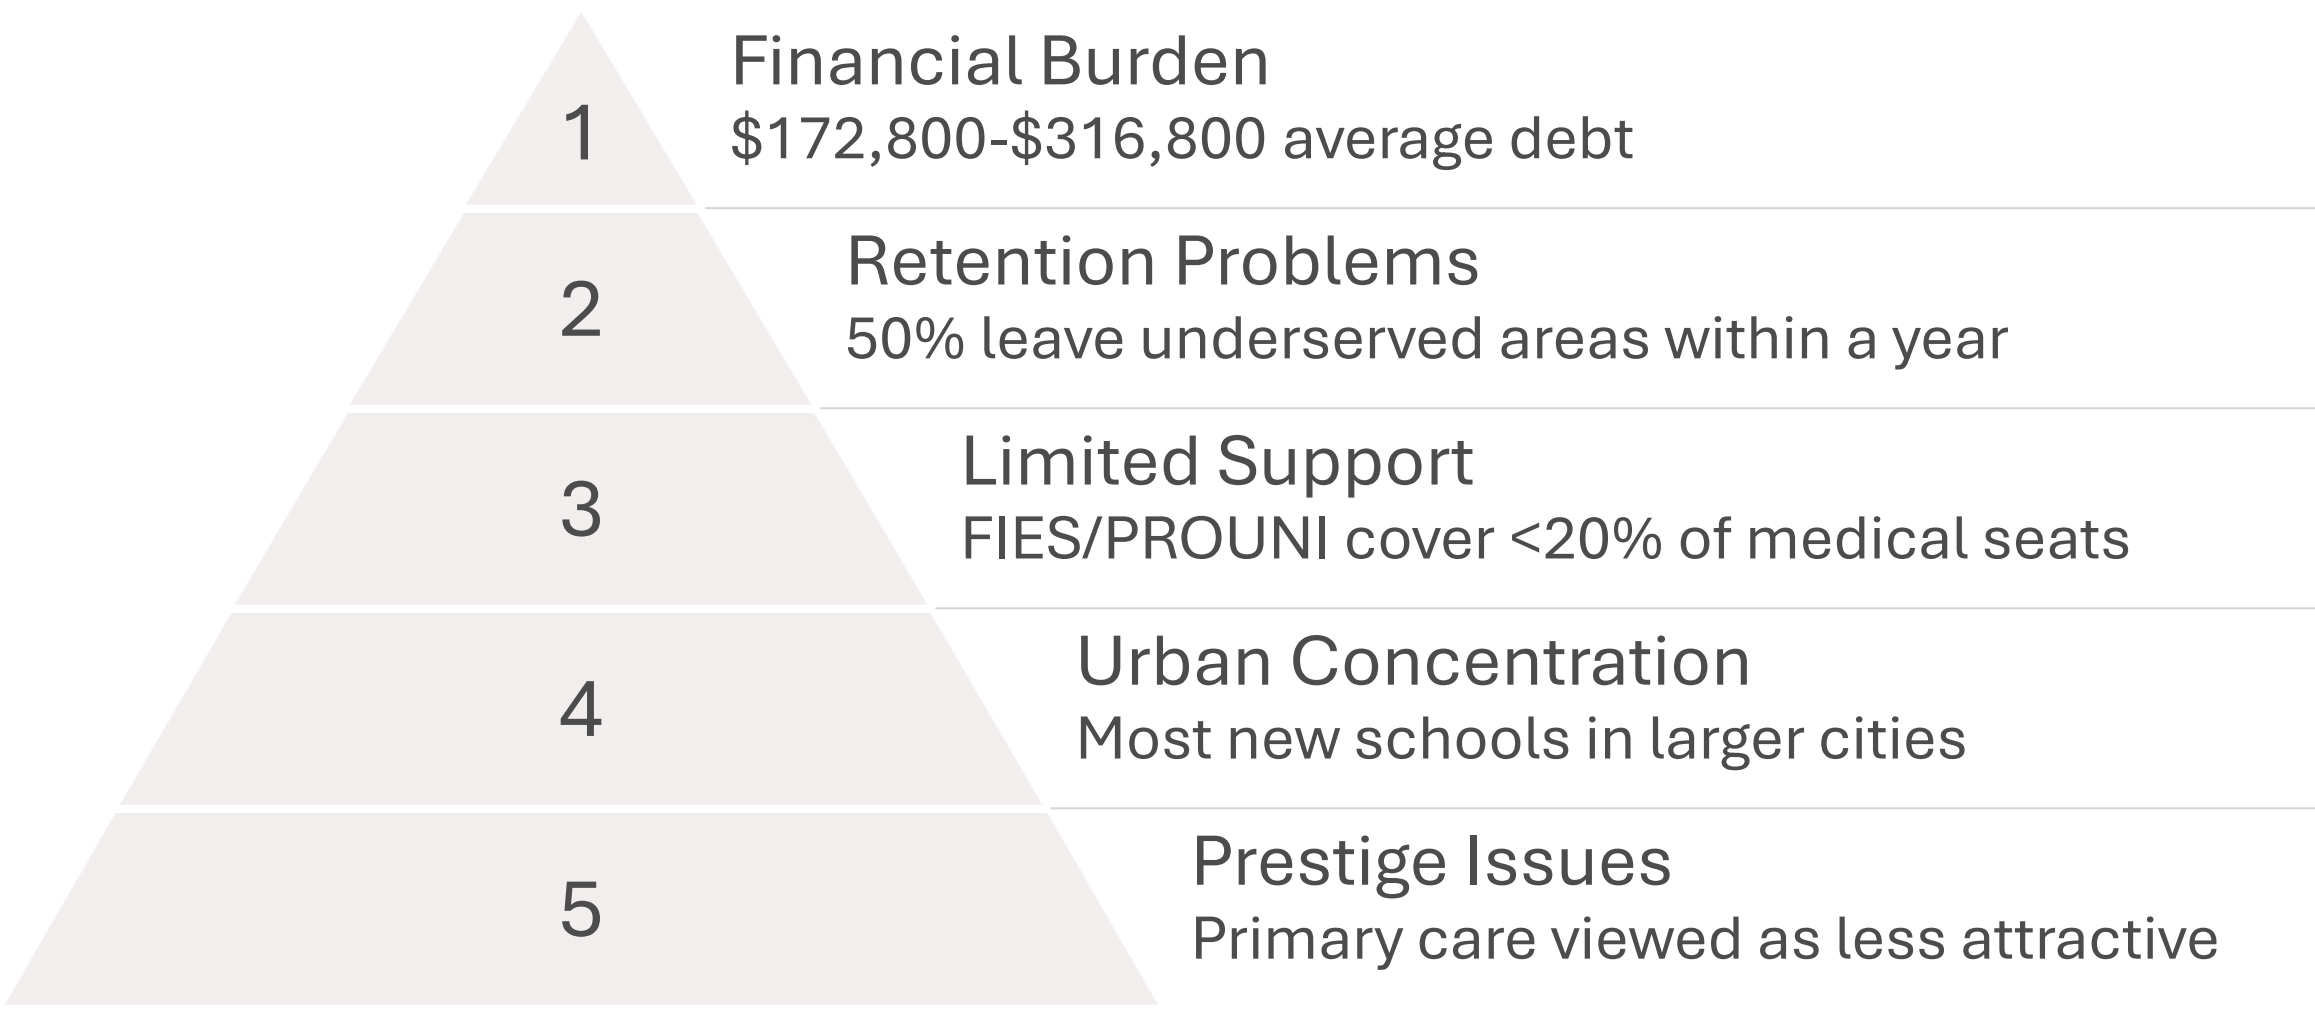 1
Financial Burden
$172,800-$316,800 average debt
2
Retention Problems
50% leave underserved areas within a year
3
Limited Support
FIES/PROUNI cover <20% of medical seats
4
Urban Concentration
Most new schools in larger cities
5
Prestige Issues
Primary care viewed as less attractive